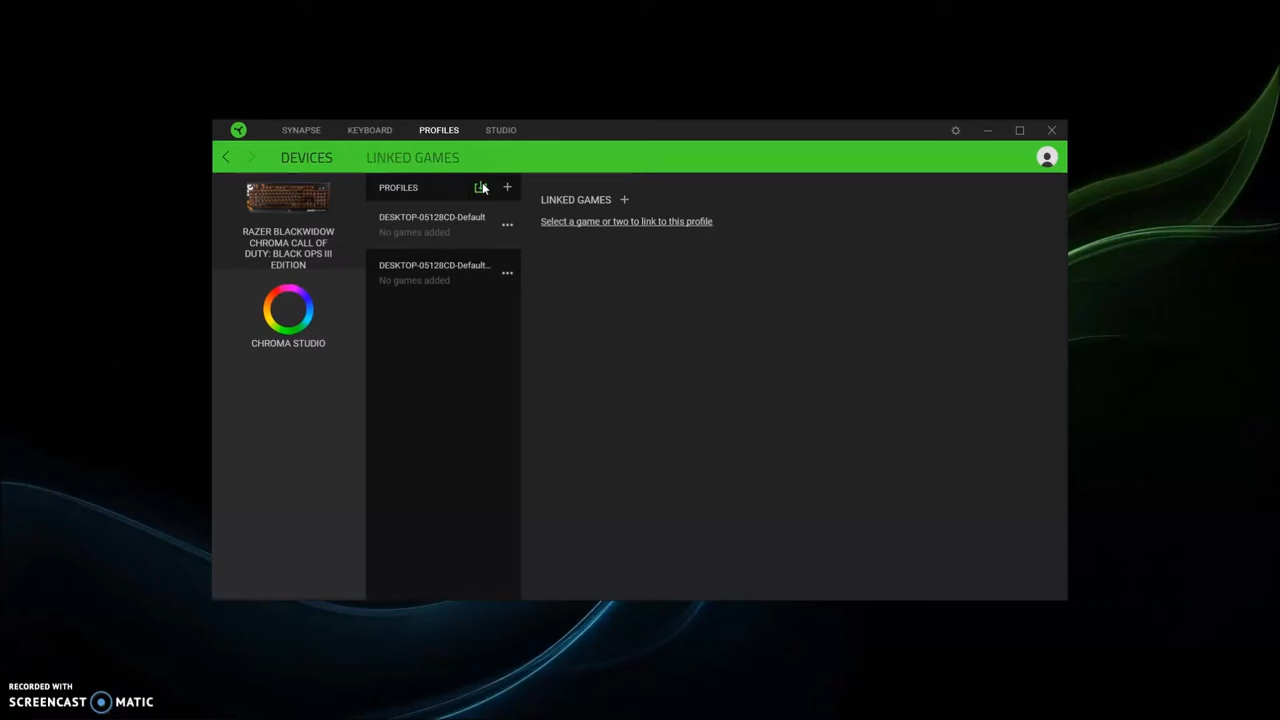 SYNAPSE KEYBOARD PROFILES STUDIO
DEVICES LINKED GAMES
RAZER BLACKWIDOW
CHROMA CALL OF
DUTY: BLACK OPS III
EDITION
CHROMA STUDIO
PROFILES
DESKTOP-05128CD-Default
No games added
DESKTOP-05128CD-Default...
No games added
LINKED GAMES
Select a game or two to link to this profile
RECORDED WITH
SCREENCAST MATIC